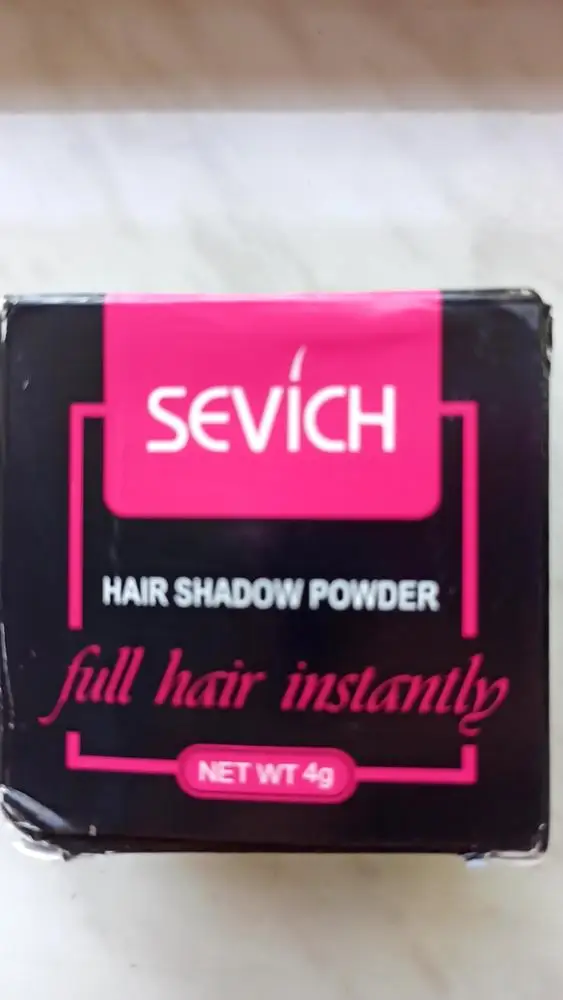 SEVICH
HAIR SHADOW POWDER
full hair instantly
NET WT 4g